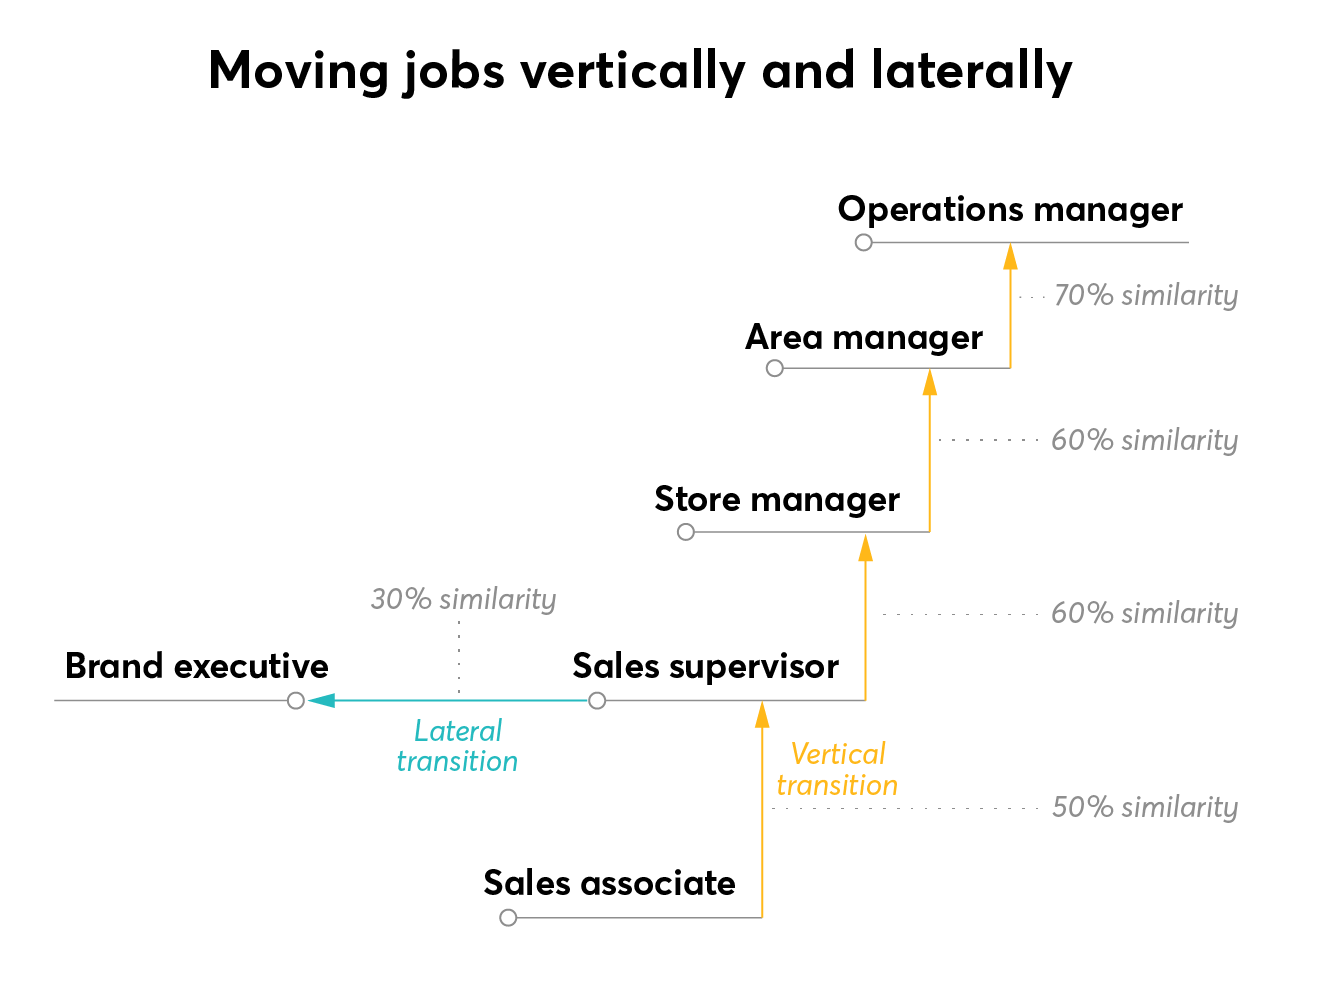 Moving jobs vertically and laterally
Operations manager
70% similarity
Area manager
60% similarity
Store manager
30% similarity
60% similarity
Brand executive
Sales supervisor
Lateral
transition
Vertical
transition
50% similarity
Sales associate